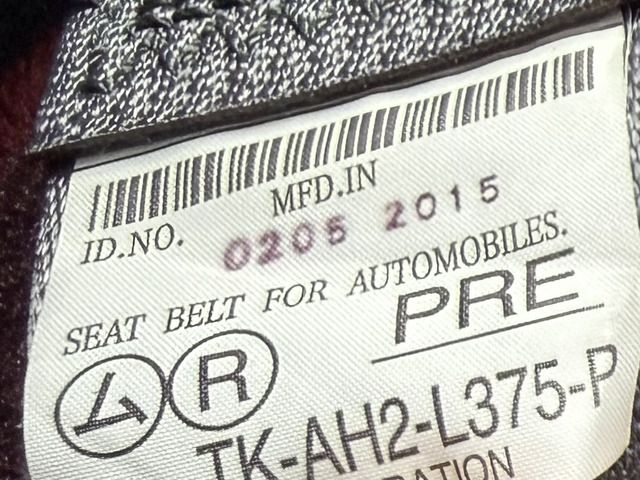 MFD.IN
ID.NO. 0205 2015
SEAT BELT FOR AUTOMOBILES.
R PRE
TK-AH2-L375-P